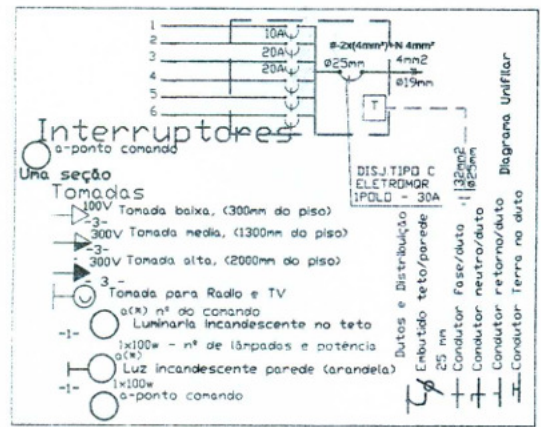 1
10A
2
20A
3
20A
4
5
6
ø-2x(4mm²)+N 4mm²
ø25mm
4mm2
ø19mm
T
DISJ.TIPO C
ELETROMQR
1POLO - 30A
32mm2
ø25mm
Diagrama Unifilar
Interruptores
a-ponto comando
Uma seção
Tomadas
100V Tomada baixa, (300mm do piso)
-3-
300V Tomada media, (1300mm do piso)
-3-
300V Tomada alta, (2000mm do piso)
- 3 -
Tomada para Radio e TV
a(*) nº do comando
-1- Luminaria incandescente no teto
1x100w - nº de lâmpadas e potência
a(*)
-1- Luz incandescente parede (arandela)
1x100w
a-ponto comando
Dutos e Distribuição
Embutido teto/parede
25 mm
Condutor Fase/duto
Condutor neutro/duto
Condutor retorno/duto
Condutor Terra no duto